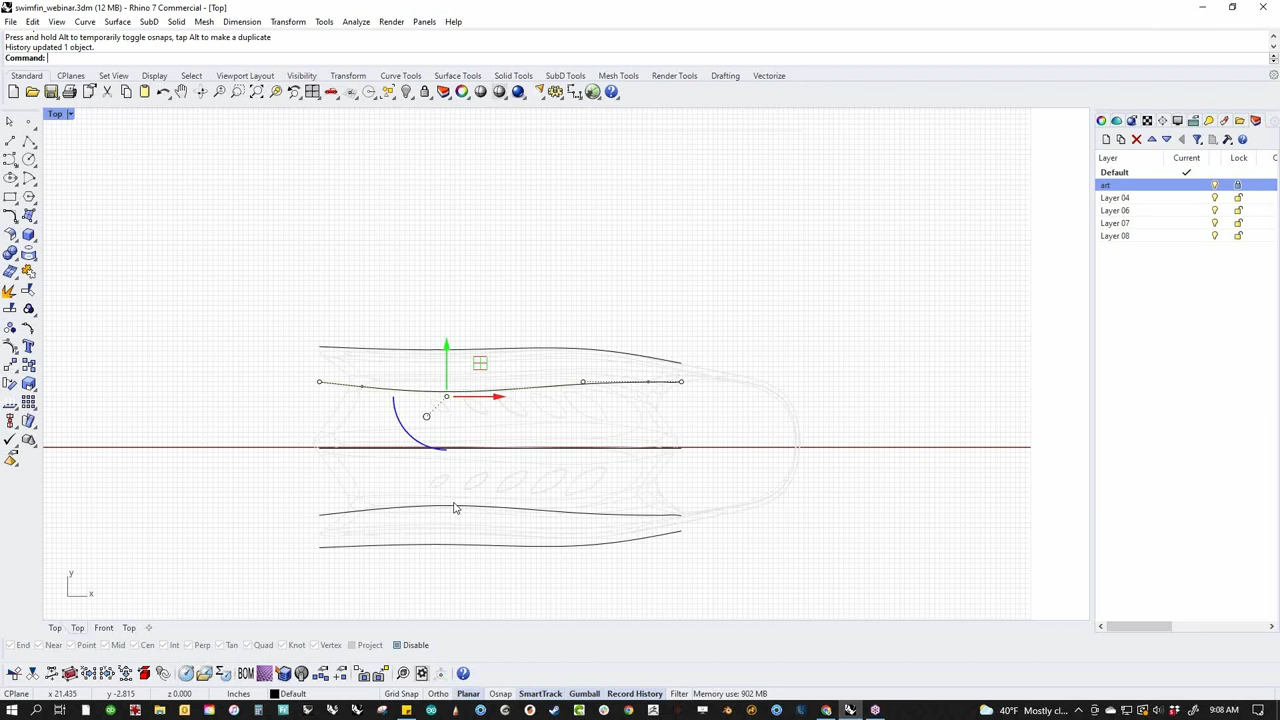 swimfin_webinar.3dm (12 MB) - Rhino 7 Commercial - [Top]
File Edit View Curve Surface SubD Solid Mesh Dimension Transform Tools Analyze Render Panels Help
Press and hold Alt to temporarily toggle osnaps, tap Alt to make a duplicate
History updated 1 object.
Command:
Standard CPlanes Set View Display Select Viewport Layout Visibility Transform Curve Tools Surface Tools Solid Tools SubD Tools Mesh Tools Render Tools Drafting Vectorize
Top
Layer Current Lock C
Default
art
Layer 04
Layer 06
Layer 07
Layer 08
y
x
Top Top Front Top
End Near Point Mid Cen Int Perp Tan Quad Knot Vertex Project Disable
BOM
CPlane x 21.435 y -2.815 z 0.000 Inches Default Grid Snap Ortho Planar Osnap SmartTrack Gumball Record History Filter Memory use: 902 MB
40°F Mostly cl... 9:08 AM